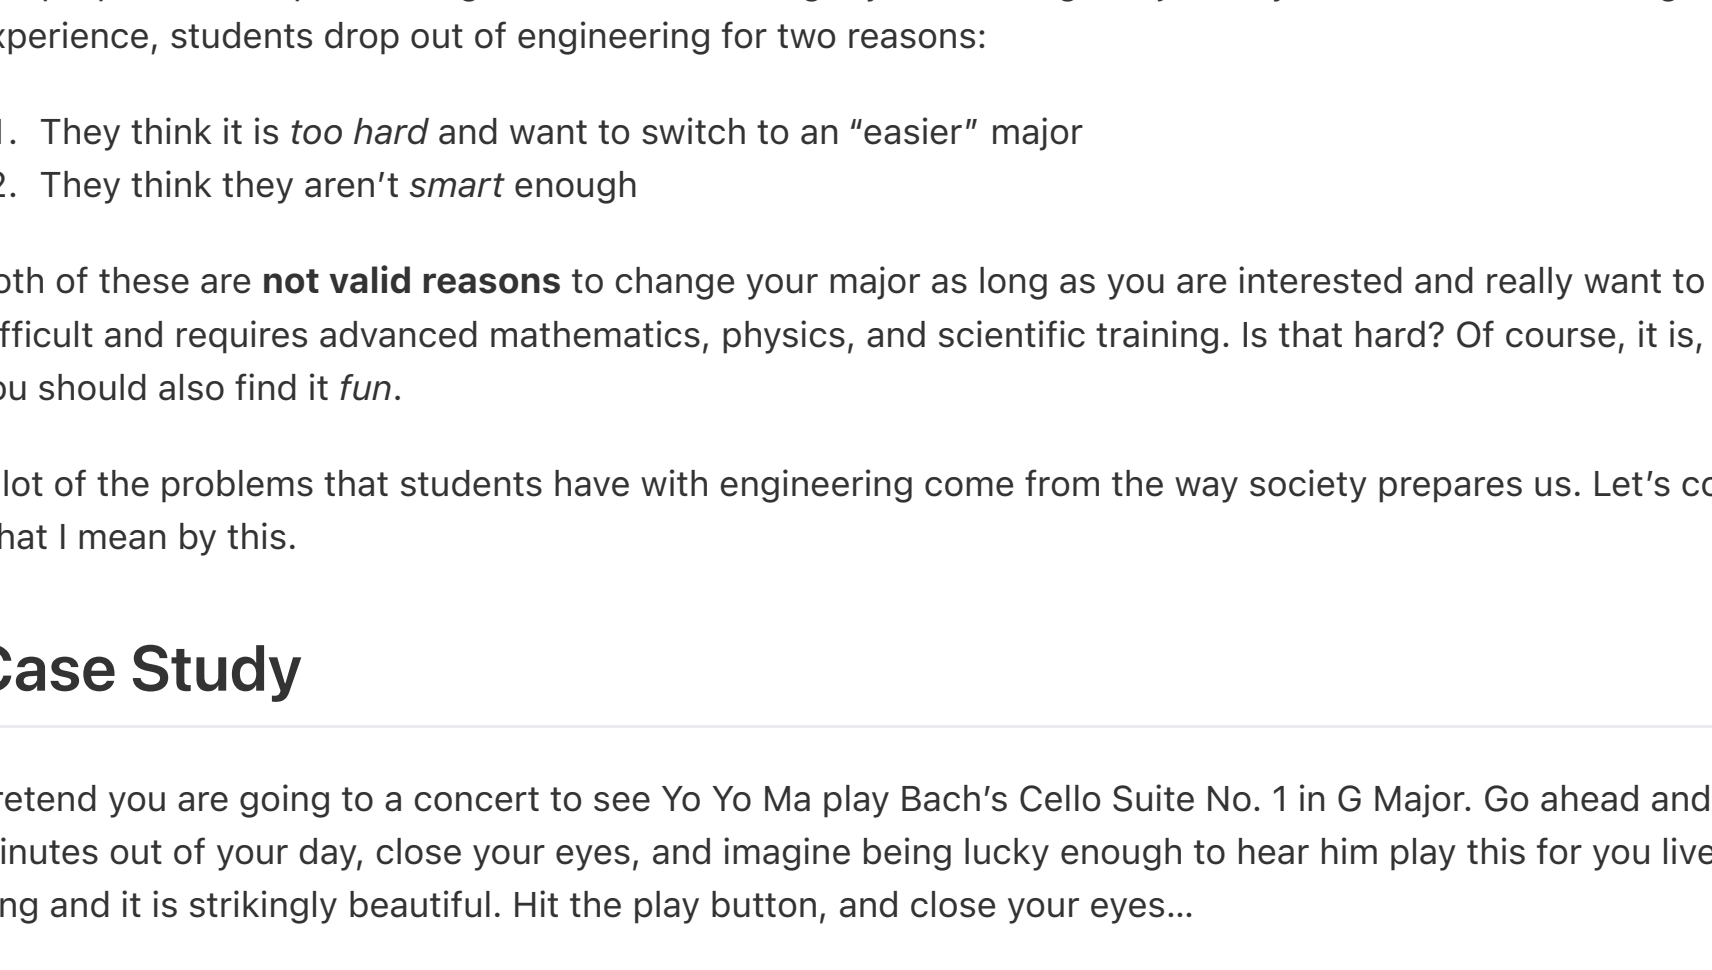 xperience, students drop out of engineering for two reasons:
1. They think it is too hard and want to switch to an “easier” major
2. They think they aren’t smart enough
oth of these are not valid reasons to change your major as long as you are interested and really want to
fficult and requires advanced mathematics, physics, and scientific training. Is that hard? Of course, it is,
ou should also find it fun.
lot of the problems that students have with engineering come from the way society prepares us. Let’s co
hat I mean by this.
Case Study
retend you are going to a concert to see Yo Yo Ma play Bach’s Cello Suite No. 1 in G Major. Go ahead and
inutes out of your day, close your eyes, and imagine being lucky enough to hear him play this for you live
ng and it is strikingly beautiful. Hit the play button, and close your eyes…